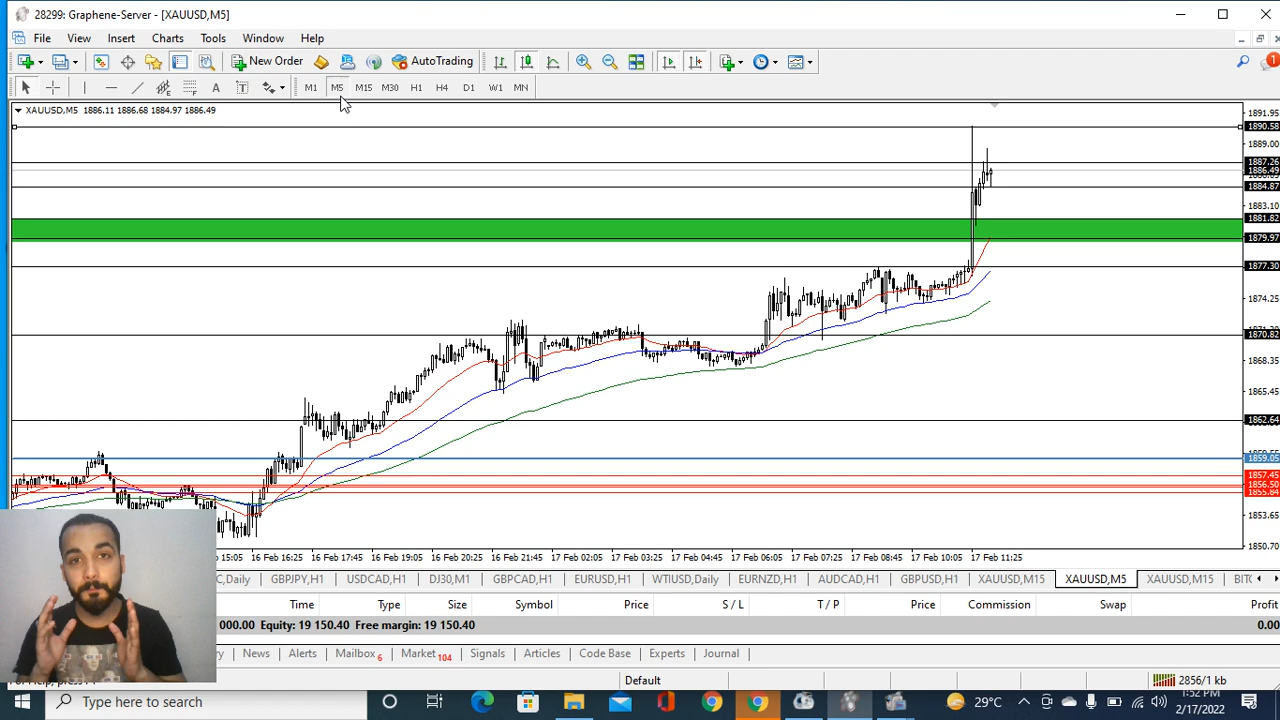 28299: Graphene-Server - [XAUUSD,M5]
File View Insert Charts Tools Window Help
New Order AutoTrading 1
A T M1 M5 M15 M30 H1 H4 D1 W1 MN
XAUUSD,M5 1886.11 1886.68 1884.97 1886.49
1891.95
1890.58
1889.00
1887.26
1886.49
1884.87
1883.10
1881.82
1879.97
1877.30
1874.25
1870.82
1868.35
1865.45
1862.64
1859.05
1857.45
1856.50
1855.84
1853.65
1850.70
15:05 16 Feb 16:25 16 Feb 17:45 16 Feb 19:05 16 Feb 20:25 16 Feb 21:45 17 Feb 02:05 17 Feb 03:25 17 Feb 04:45 17 Feb 06:05 17 Feb 07:25 17 Feb 08:45 17 Feb 10:05 17 Feb 11:25
C,Daily GBPJPY,H1 USDCAD,H1 DJ30,M1 GBPCAD,H1 EURUSD,H1 WTIUSD,Daily EURNZD,H1 AUDCAD,H1 GBPUSD,H1 XAUUSD,M15 XAUUSD,M5 XAUUSD,M15 BIT
Time Type Size Symbol Price S / L T / P Price Commission Swap Profit
000.00 Equity: 19 150.40 Free margin: 19 150.40 0.00
News Alerts Mailbox 6 Market 104 Signals Articles Code Base Experts Journal
Default 2856/1 kb
Type here to search 29°C 1:52 PM
2/17/2022